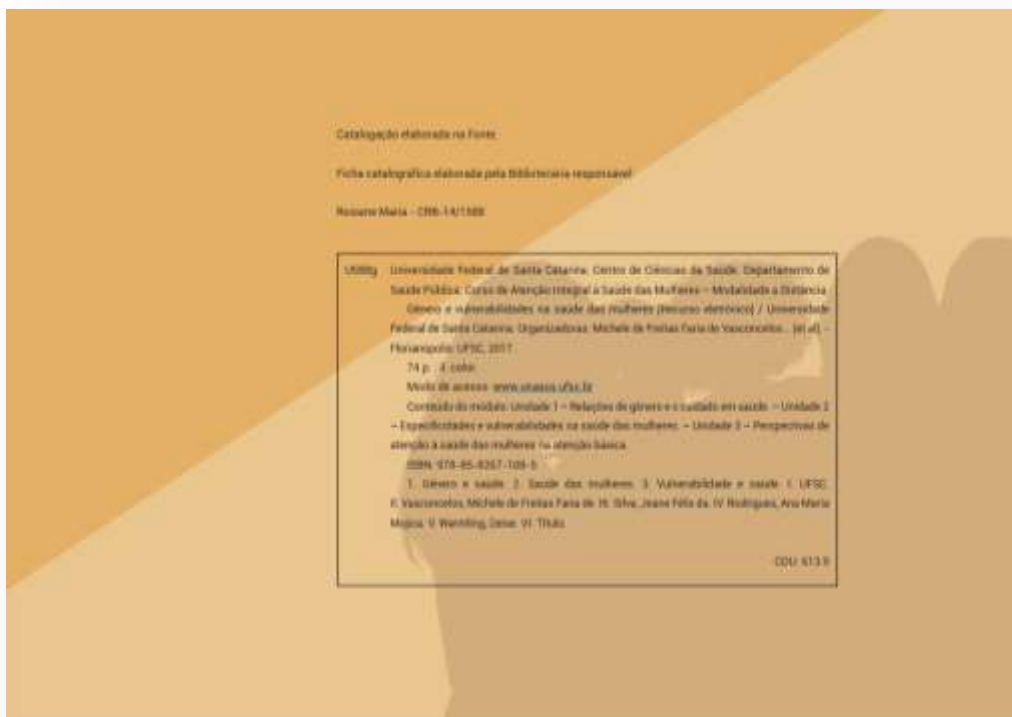 Catalogação elaborada na Fonte
Ficha catalográfica elaborada pela Bibliotecária responsável:
Rosiane Maria - CRB-14/1588
Universidade Federal de Santa Catarina. Centro de Ciências da Saúde. Departamento de
Saúde Pública. Curso de Atenção Integral à Saúde das Mulheres – Modalidade a Distância.
Gênero e vulnerabilidades na saúde das mulheres [recurso eletrônico] / Universidade
Federal de Santa Catarina. Organizadoras: Michele de Freitas Faria de Vasconcelos... [et al]. –
Florianópolis: UFSC, 2017.
74 p. : il. color.
Modo de acesso: www.unasus.ufsc.br
Conteúdo do módulo: Unidade 1 – Relações de gênero e o cuidado em saúde. – Unidade 2
– Especificidades e vulnerabilidades na saúde das mulheres. – Unidade 3 – Perspectivas de
atenção à saúde das mulheres na atenção básica.
ISBN: 978-85-8267-109-5
1. Gênero e saúde. 2. Saúde das mulheres. 3. Vulnerabilidade e saúde. I. UFSC.
II. Vasconcelos, Michele de Freitas Faria de. III. Silva, Jeane Félix da. IV. Rodrigues, Ana Maria
Mújica. V. Warmling, Deise. VI. Título.
CDU: 613.9